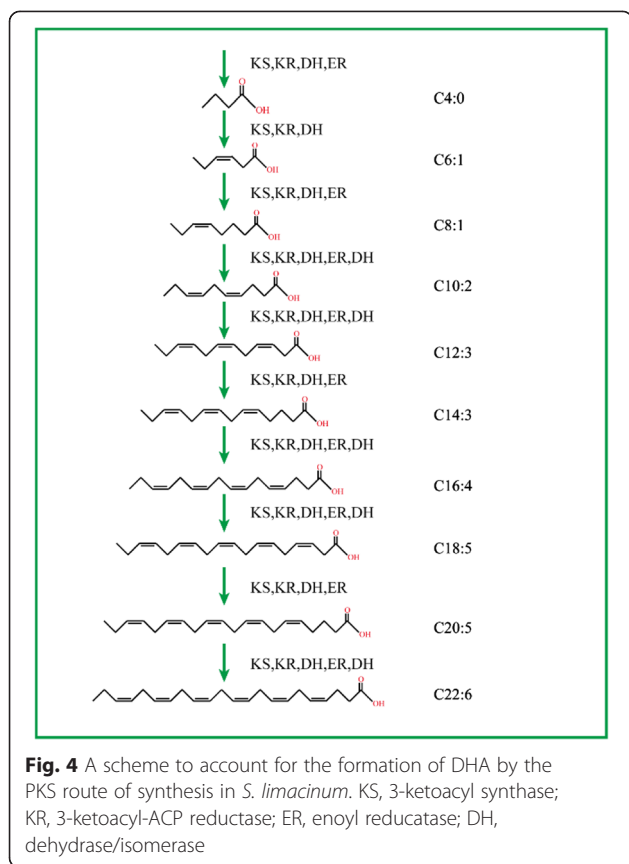 KS,KR,DH,ER
O
OH
C4:0
KS,KR,DH
O
OH
C6:1
KS,KR,DH,ER
O
OH
C8:1
KS,KR,DH,ER,DH
O
OH
C10:2
KS,KR,DH,ER,DH
O
OH
C12:3
KS,KR,DH,ER
O
OH
C14:3
KS,KR,DH,ER,DH
O
OH
C16:4
KS,KR,DH,ER,DH
O
OH
C18:5
KS,KR,DH,ER
O
OH
C20:5
KS,KR,DH,ER,DH
O
OH
C22:6
Fig. 4 A scheme to account for the formation of DHA by the
PKS route of synthesis in S. limacinum. KS, 3-ketoacyl synthase;
KR, 3-ketoacyl-ACP reductase; ER, enoyl reducatase; DH,
dehydrase/isomerase